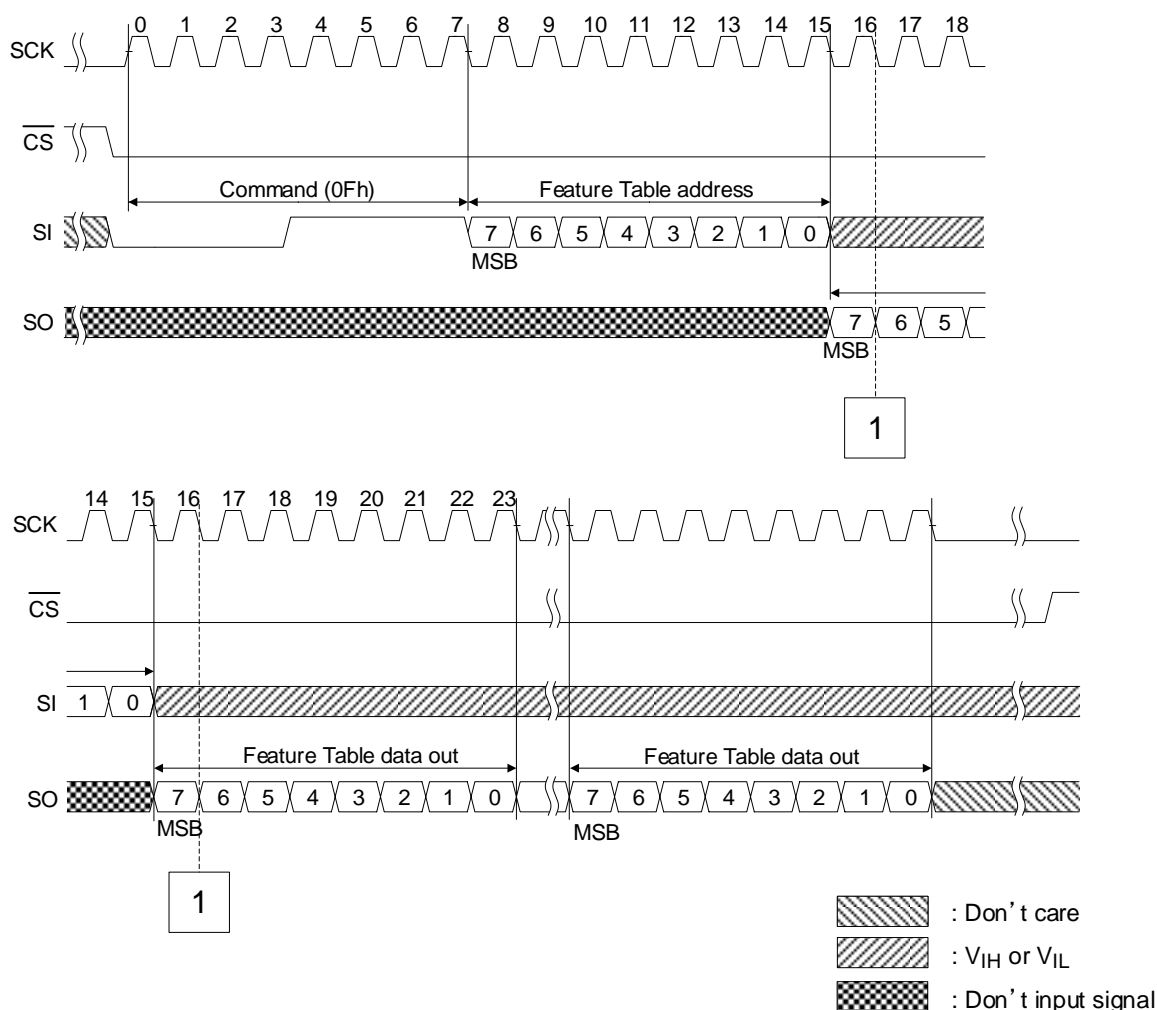 0 1 2 3 4 5 6 7 8 9 10 11 12 13 14 15 16 17 18
SCK
CS
Command (0Fh) Feature Table address
SI 7 6 5 4 3 2 1 0
MSB
SO 7 6 5
MSB
1
14 15 16 17 18 19 20 21 22 23
SCK
CS
SI 1 0
Feature Table data out Feature Table data out
SO 7 6 5 4 3 2 1 0 7 6 5 4 3 2 1 0
MSB MSB
1
: Don't care
: VIH or VIL
: Don't input signal